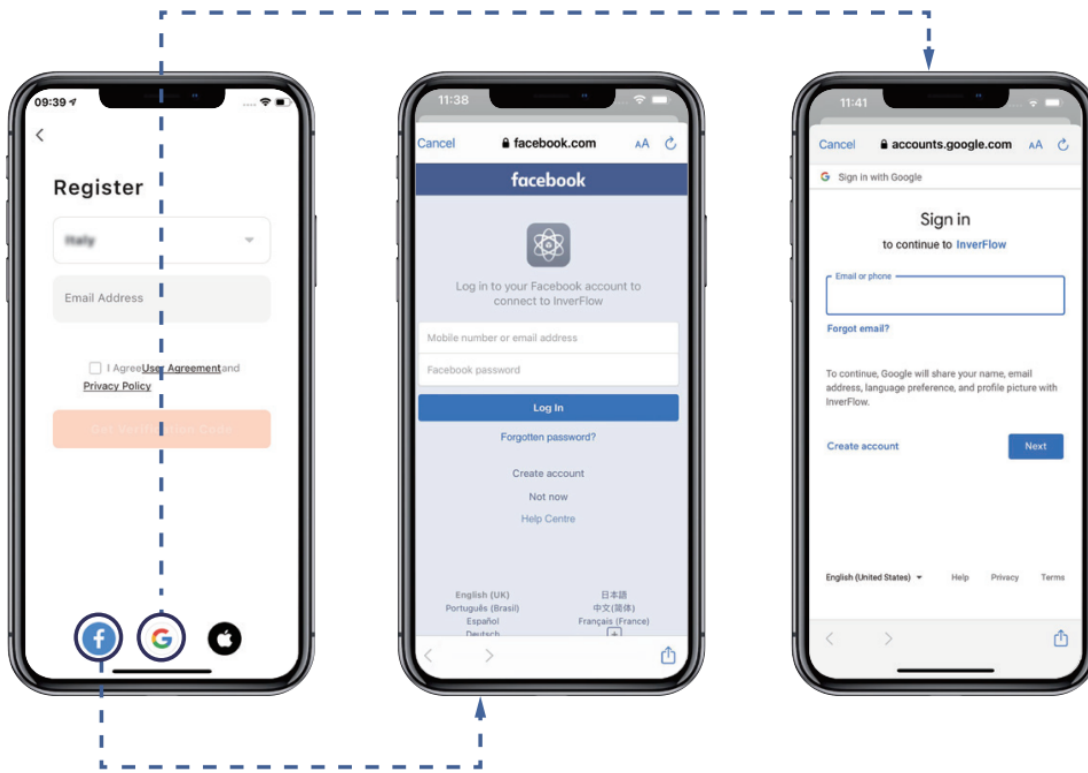 09:39
Register
Italy
Email Address
I AgreeUser Agreementand
Privacy Policy
Get Verification Code
11:38
Cancel
facebook.com
AA
facebook
Log in to your Facebook account to
connect to InverFlow
Mobile number or email address
Facebook password
Log In
Forgotten password?
Create account
Not now
Help Centre
English (UK)
日本語
Português (Brasil)
中文(简体)
Español
Français (France)
Deutsch
11:41
Cancel
accounts.google.com
AA
Sign in with Google
Sign in
to continue to InverFlow
Email or phone
Forgot email?
To continue, Google will share your name, email
address, language preference, and profile picture with
InverFlow.
Create account
Next
English (United States)
Help
Privacy
Terms